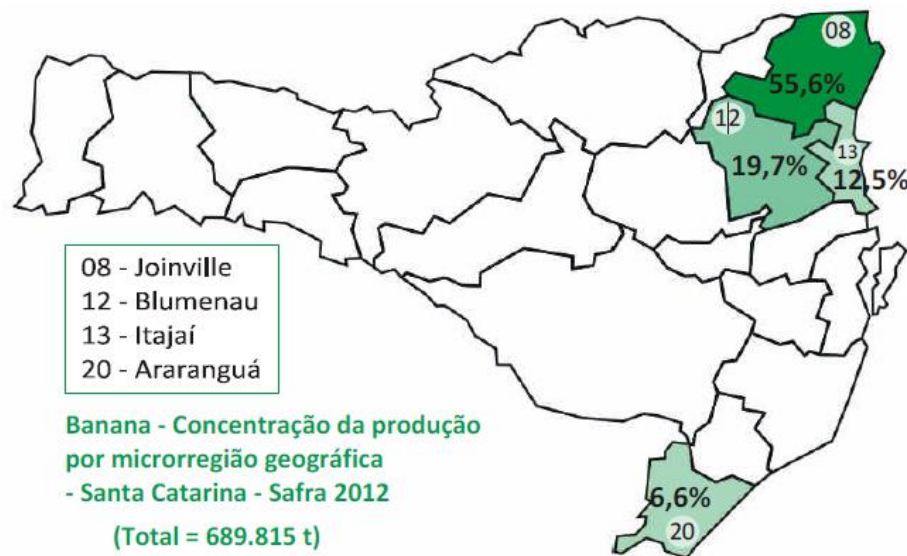 08
55,6%
12
13
19,7%
12,5%
08 - Joinville
12 - Blumenau
13 - Itajaí
20 - Araranguá
Banana - Concentração da produção
por microrregião geográfica
- Santa Catarina - Safra 2012
(Total = 689.815 t)
6,6%
20